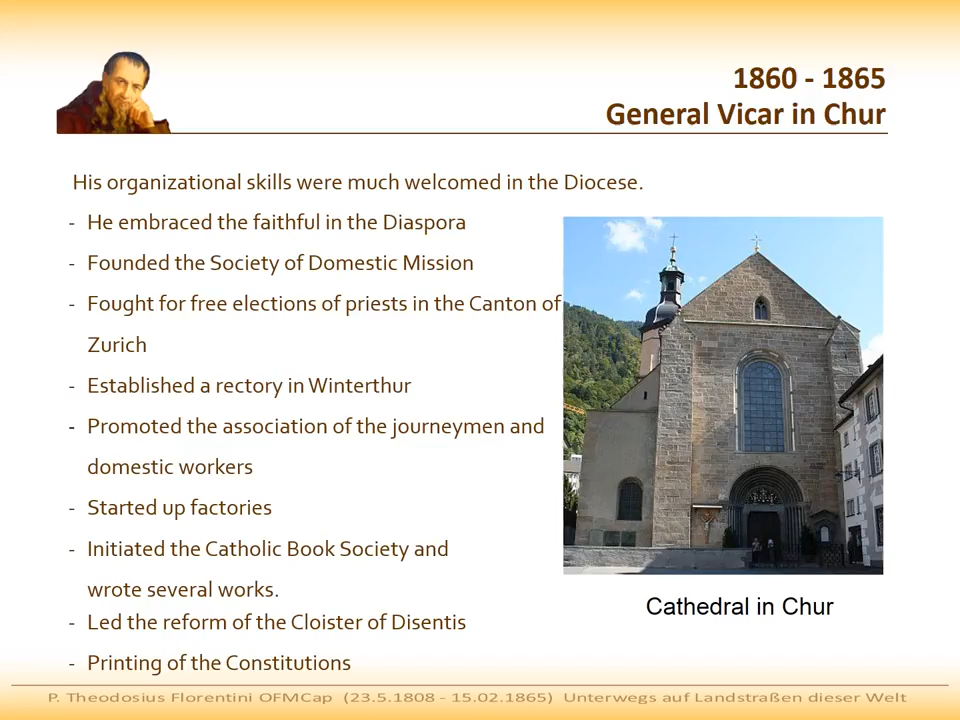 1860 - 1865
General Vicar in Chur
His organizational skills were much welcomed in the Diocese.
- He embraced the faithful in the Diaspora
- Founded the Society of Domestic Mission
- Fought for free elections of priests in the Canton of
Zurich
- Established a rectory in Winterthur
- Promoted the association of the journeymen and
domestic workers
- Started up factories
- Initiated the Catholic Book Society and
wrote several works.
- Led the reform of the Cloister of Disentis
- Printing of the Constitutions
Cathedral in Chur
P. Theodosius Florentini OFMCap (23.5.1808 - 15.02.1865) Unterwegs auf Landstraßen dieser Welt